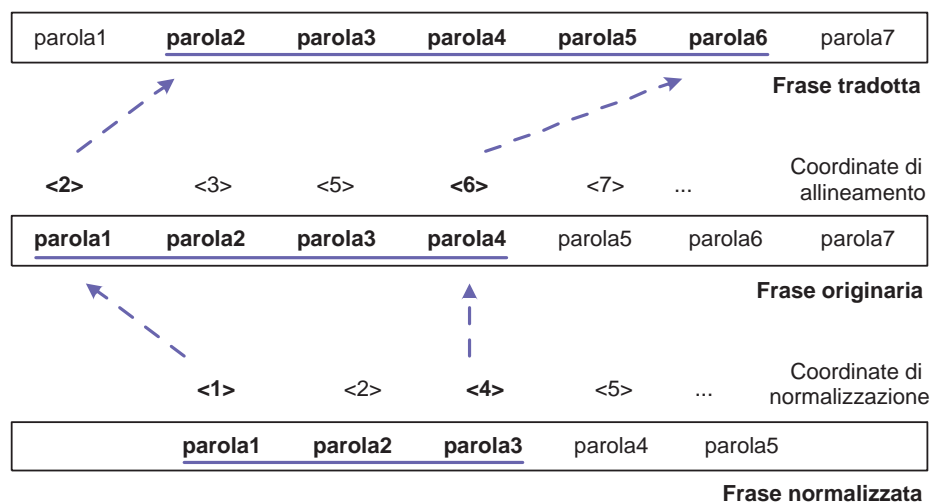 parola1 parola2 parola3 parola4 parola5 parola6 parola7
Frase tradotta
<2> <3> <5> <6> <7> ... Coordinate di
allineamento
parola1 parola2 parola3 parola4 parola5 parola6 parola7
Frase originaria
<1> <2> <4> <5> ... Coordinate di
normalizzazione
parola1 parola2 parola3 parola4 parola5
Frase normalizzata